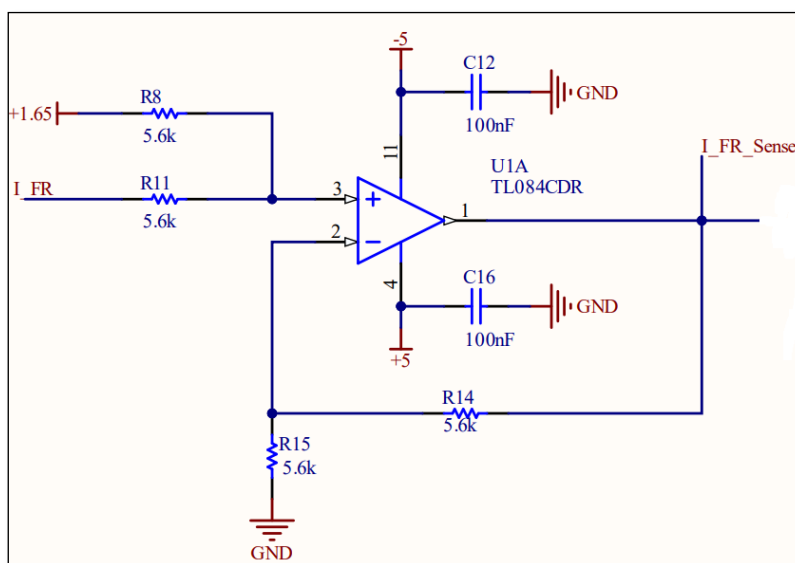 -5
C12
GND
100nF
+1.65
R8
5.6k
I_FR
R11
5.6k
11
U1A
TL084CDR
I_FR_Sense
3
+
1
2
−
4
C16
GND
100nF
+5
R14
5.6k
R15
5.6k
GND